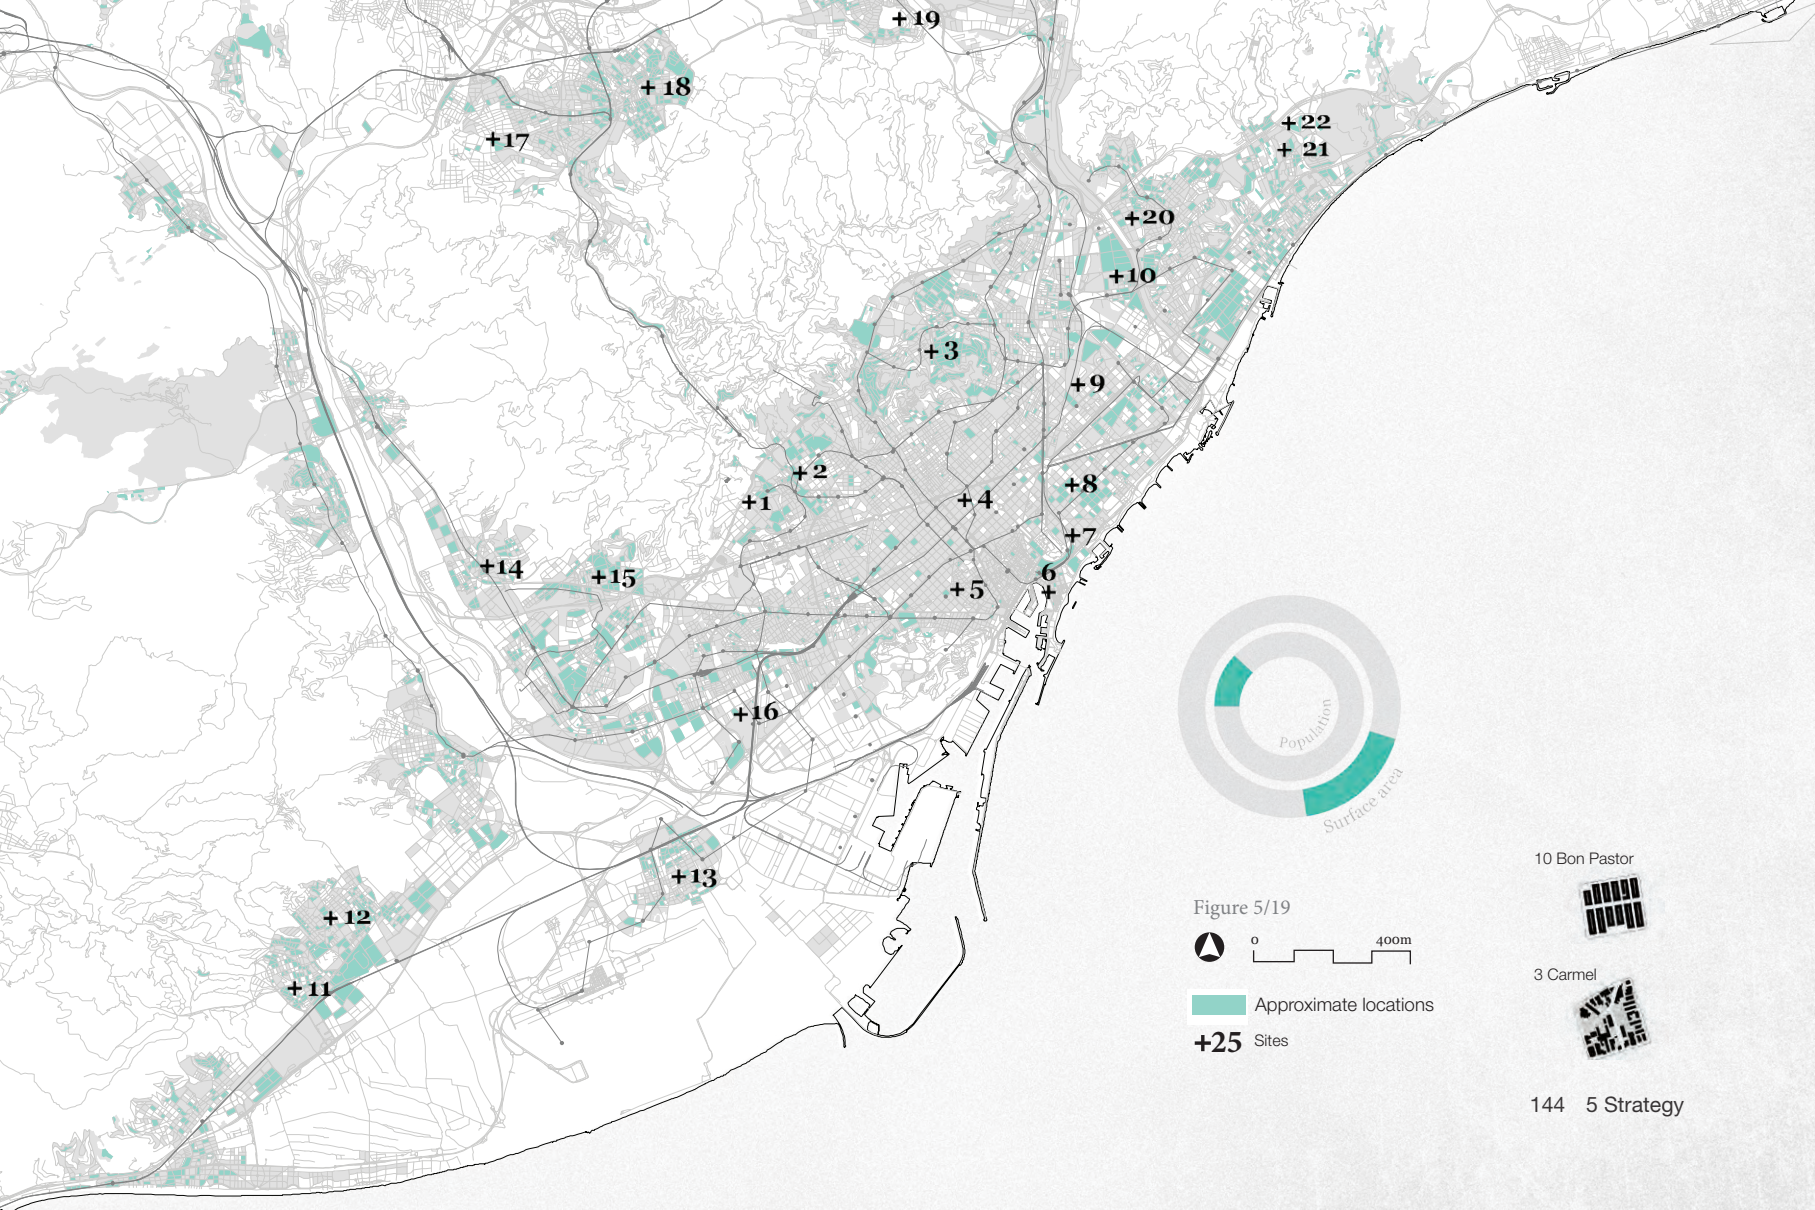 + 19
+ 18
+17
+22
+ 21
+20
+10
+ 3
+ 9
+ 2
+1
+ 4
+8
+7
6
+
+ 5
+14
+15
+16
+13
+ 12
+ 11
Population
Surface area
Figure 5/19
0 400m
Approximate locations
+25 Sites
10 Bon Pastor
3 Carmel
144 5 Strategy